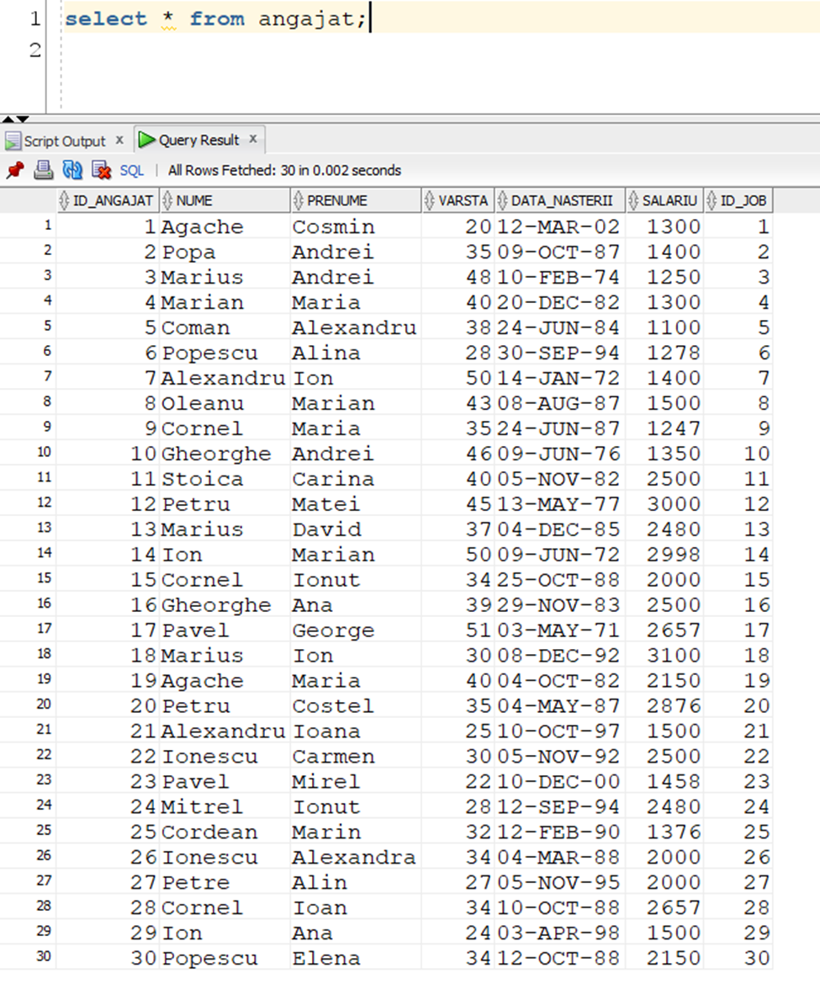 1 select * from angajat;
2
Script Output x Query Result x
SQL | All Rows Fetched: 30 in 0.002 seconds
ID_ANGAJAT NUME PRENUME VARSTA DATA_NASTERII SALARIU ID_JOB
1 1 Agache Cosmin 20 12-MAR-02 1300 1
2 2 Popa Andrei 35 09-OCT-87 1400 2
3 3 Marius Andrei 48 10-FEB-74 1250 3
4 4 Marian Maria 40 20-DEC-82 1300 4
5 5 Coman Alexandru 38 24-JUN-84 1100 5
6 6 Popescu Alina 28 30-SEP-94 1278 6
7 7 Alexandru Ion 50 14-JAN-72 1400 7
8 8 Oleanu Marian 43 08-AUG-87 1500 8
9 9 Cornel Maria 35 24-JUN-87 1247 9
10 10 Gheorghe Andrei 46 09-JUN-76 1350 10
11 11 Stoica Carina 40 05-NOV-82 2500 11
12 12 Petru Matei 45 13-MAY-77 3000 12
13 13 Marius David 37 04-DEC-85 2480 13
14 14 Ion Marian 50 09-JUN-72 2998 14
15 15 Cornel Ionut 34 25-OCT-88 2000 15
16 16 Gheorghe Ana 39 29-NOV-83 2500 16
17 17 Pavel George 51 03-MAY-71 2657 17
18 18 Marius Ion 30 08-DEC-92 3100 18
19 19 Agache Maria 40 04-OCT-82 2150 19
20 20 Petru Costel 35 04-MAY-87 2876 20
21 21 Alexandru Ioana 25 10-OCT-97 1500 21
22 22 Ionescu Carmen 30 05-NOV-92 2500 22
23 23 Pavel Mirel 22 10-DEC-00 1458 23
24 24 Mitrel Ionut 28 12-SEP-94 2480 24
25 25 Cordean Marin 32 12-FEB-90 1376 25
26 26 Ionescu Alexandra 34 04-MAR-88 2000 26
27 27 Petre Alin 27 05-NOV-95 2000 27
28 28 Cornel Ioan 34 10-OCT-88 2657 28
29 29 Ion Ana 24 03-APR-98 1500 29
30 30 Popescu Elena 34 12-OCT-88 2150 30